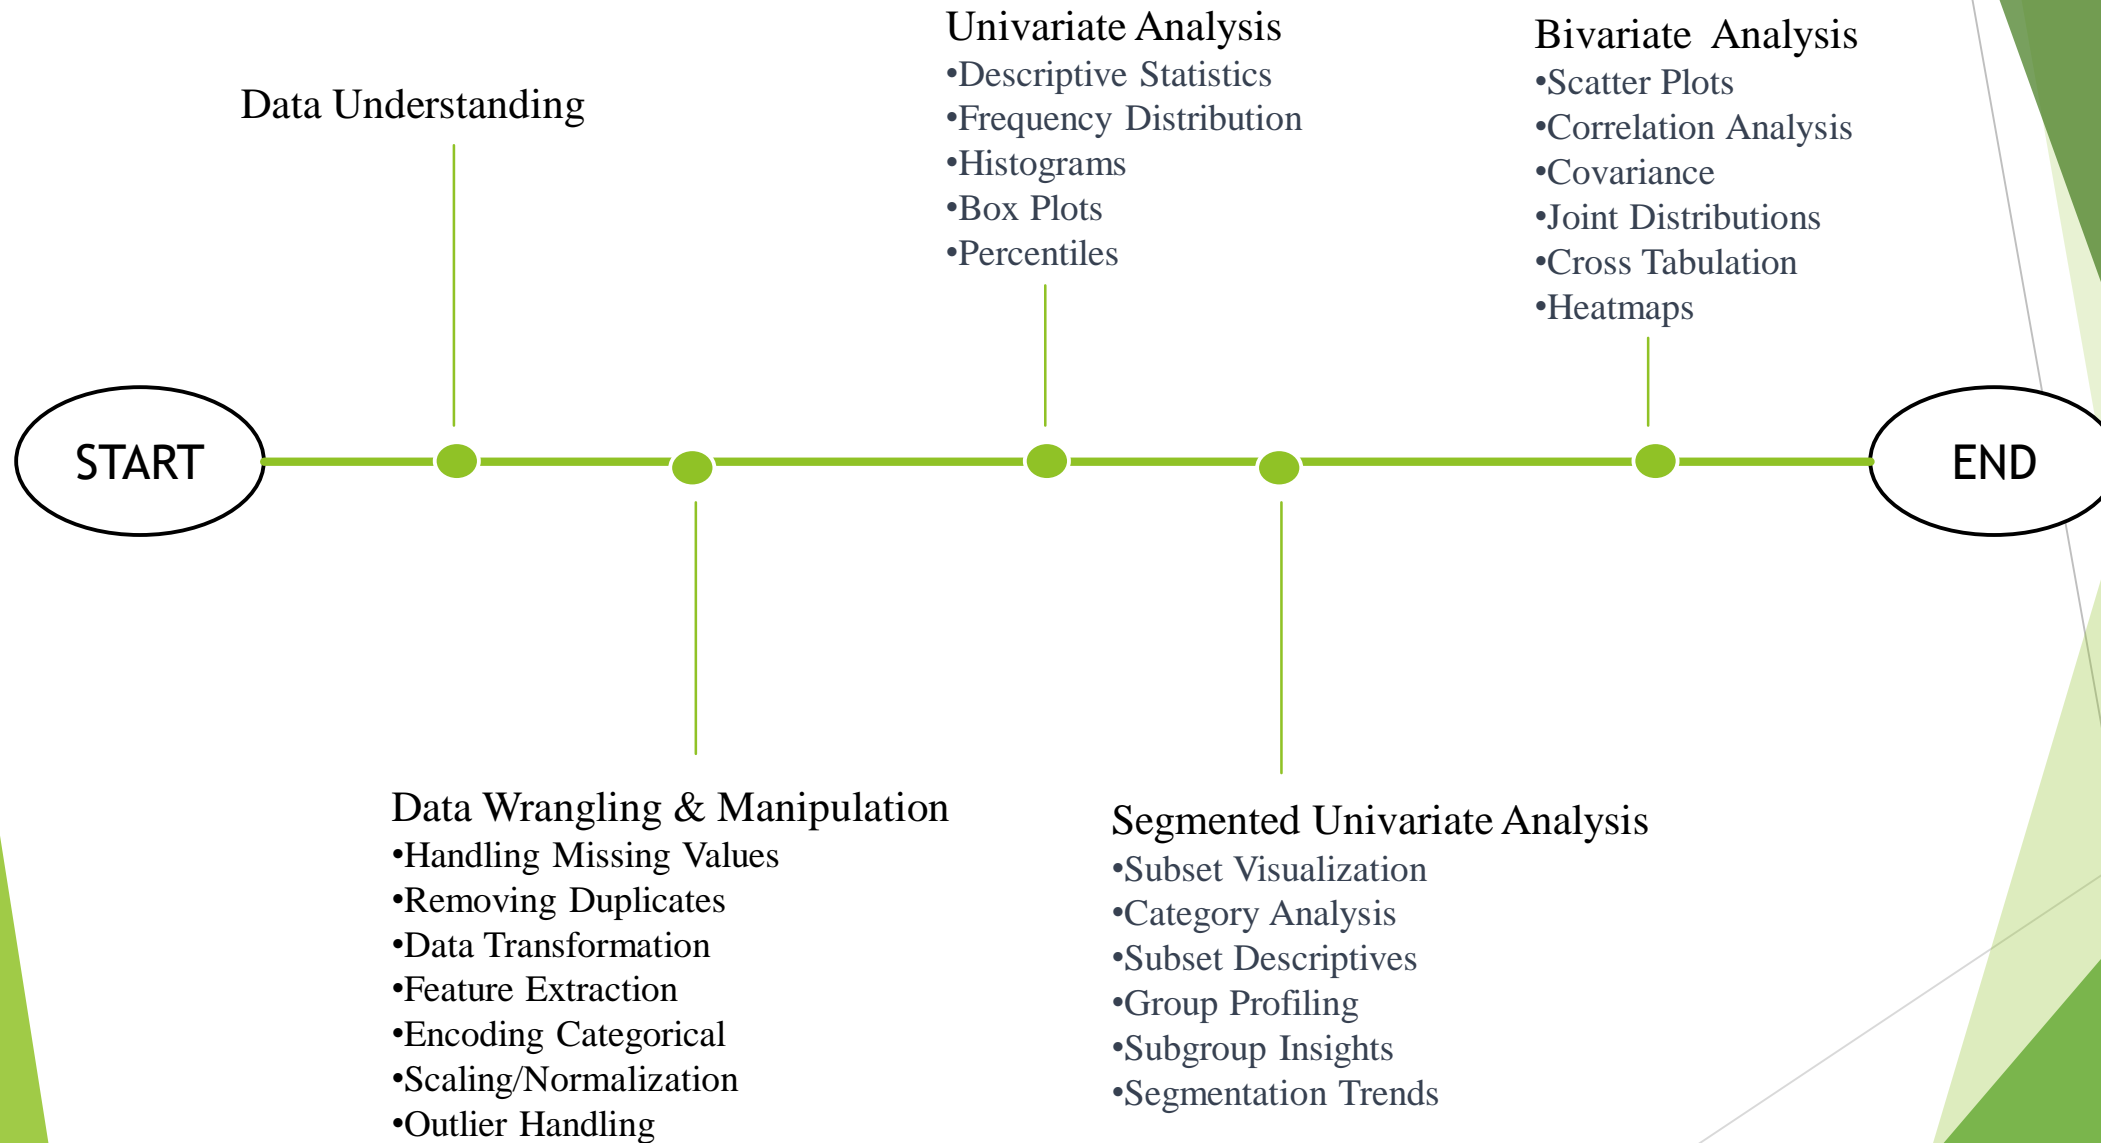 Data Understanding
Univariate Analysis
•Descriptive Statistics
•Frequency Distribution
•Histograms
•Box Plots
•Percentiles
Bivariate Analysis
•Scatter Plots
•Correlation Analysis
•Covariance
•Joint Distributions
•Cross Tabulation
•Heatmaps
START
END
Data Wrangling & Manipulation
•Handling Missing Values
•Removing Duplicates
•Data Transformation
•Feature Extraction
•Encoding Categorical
•Scaling/Normalization
•Outlier Handling
Segmented Univariate Analysis
•Subset Visualization
•Category Analysis
•Subset Descriptives
•Group Profiling
•Subgroup Insights
•Segmentation Trends